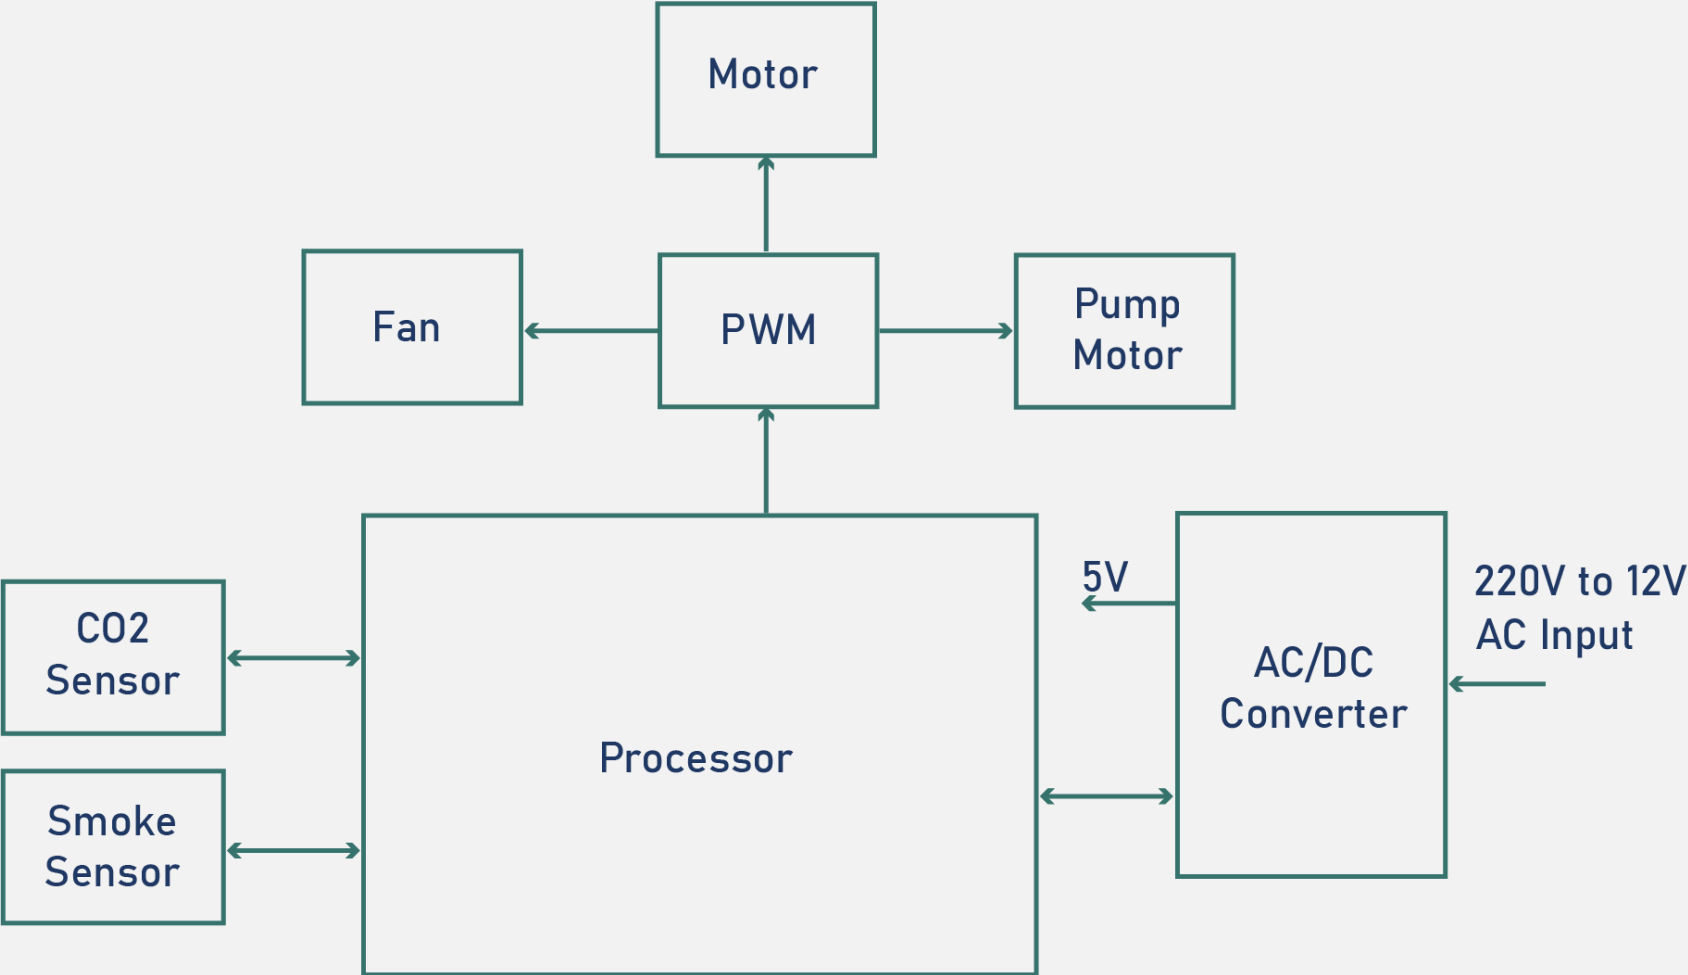 Motor
Fan
PWM
Pump
Motor
5V
220V to 12V
AC Input
CO2
Sensor
AC/DC
Converter
Processor
Smoke
Sensor